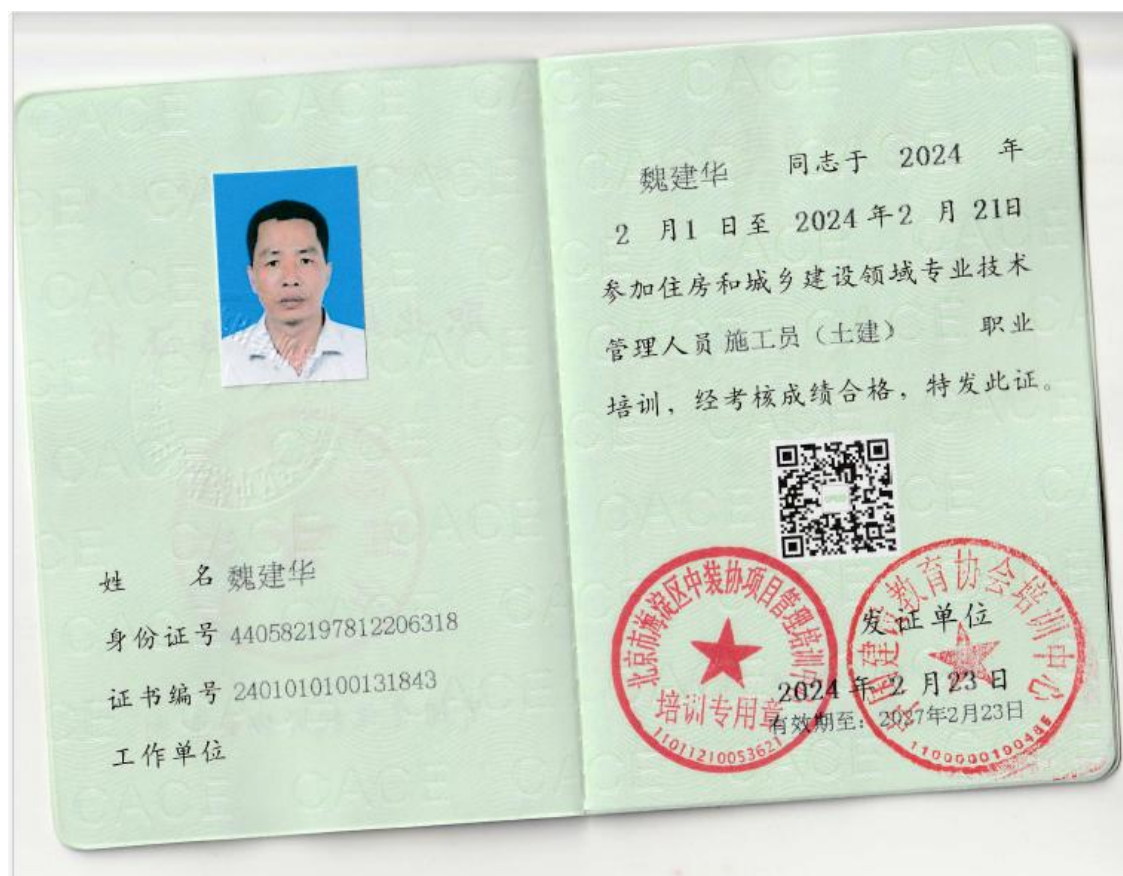 姓 名 魏建华
身份证号 440582197812206318
证书编号 2401010100131843
工作单位
魏建华 同志于 2024 年
2 月1 日至 2024 年2 月 21日
参加住房和城乡建设领域专业技术
管理人员 施工员（土建） 职业
培训，经考核成绩合格，特发此证。
北京市海淀区中装协项目管理培训中心
培训专用章
11011210053621
中国建设教育协会培训中心
1100000190486
发证单位
2024 年 2 月23 日
有效期至：2027年2月23日
CACE